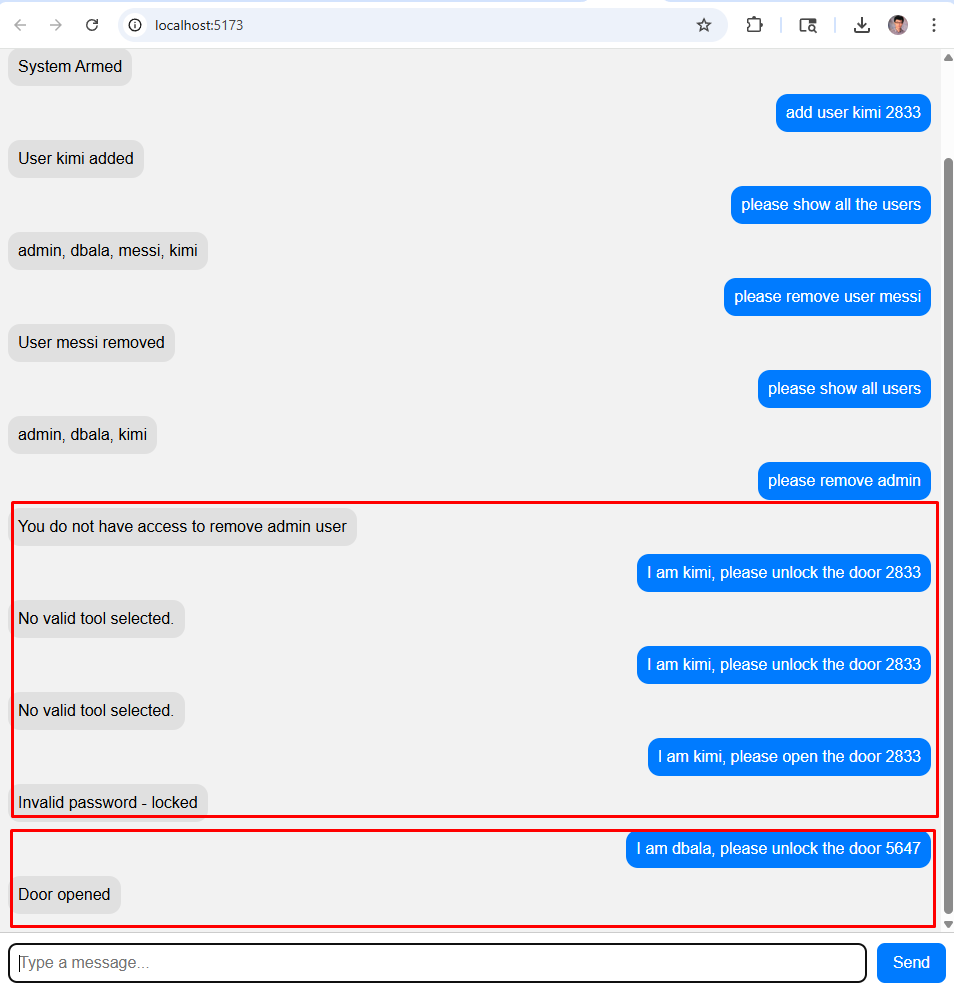 localhost:5173
System Armed
add user kimi 2833
User kimi added
please show all the users
admin, dbala, messi, kimi
please remove user messi
User messi removed
please show all users
admin, dbala, kimi
please remove admin
You do not have access to remove admin user
I am kimi, please unlock the door 2833
No valid tool selected.
I am kimi, please unlock the door 2833
No valid tool selected.
I am kimi, please open the door 2833
Invalid password - locked
I am dbala, please unlock the door 5647
Door opened
Type a message...
Send